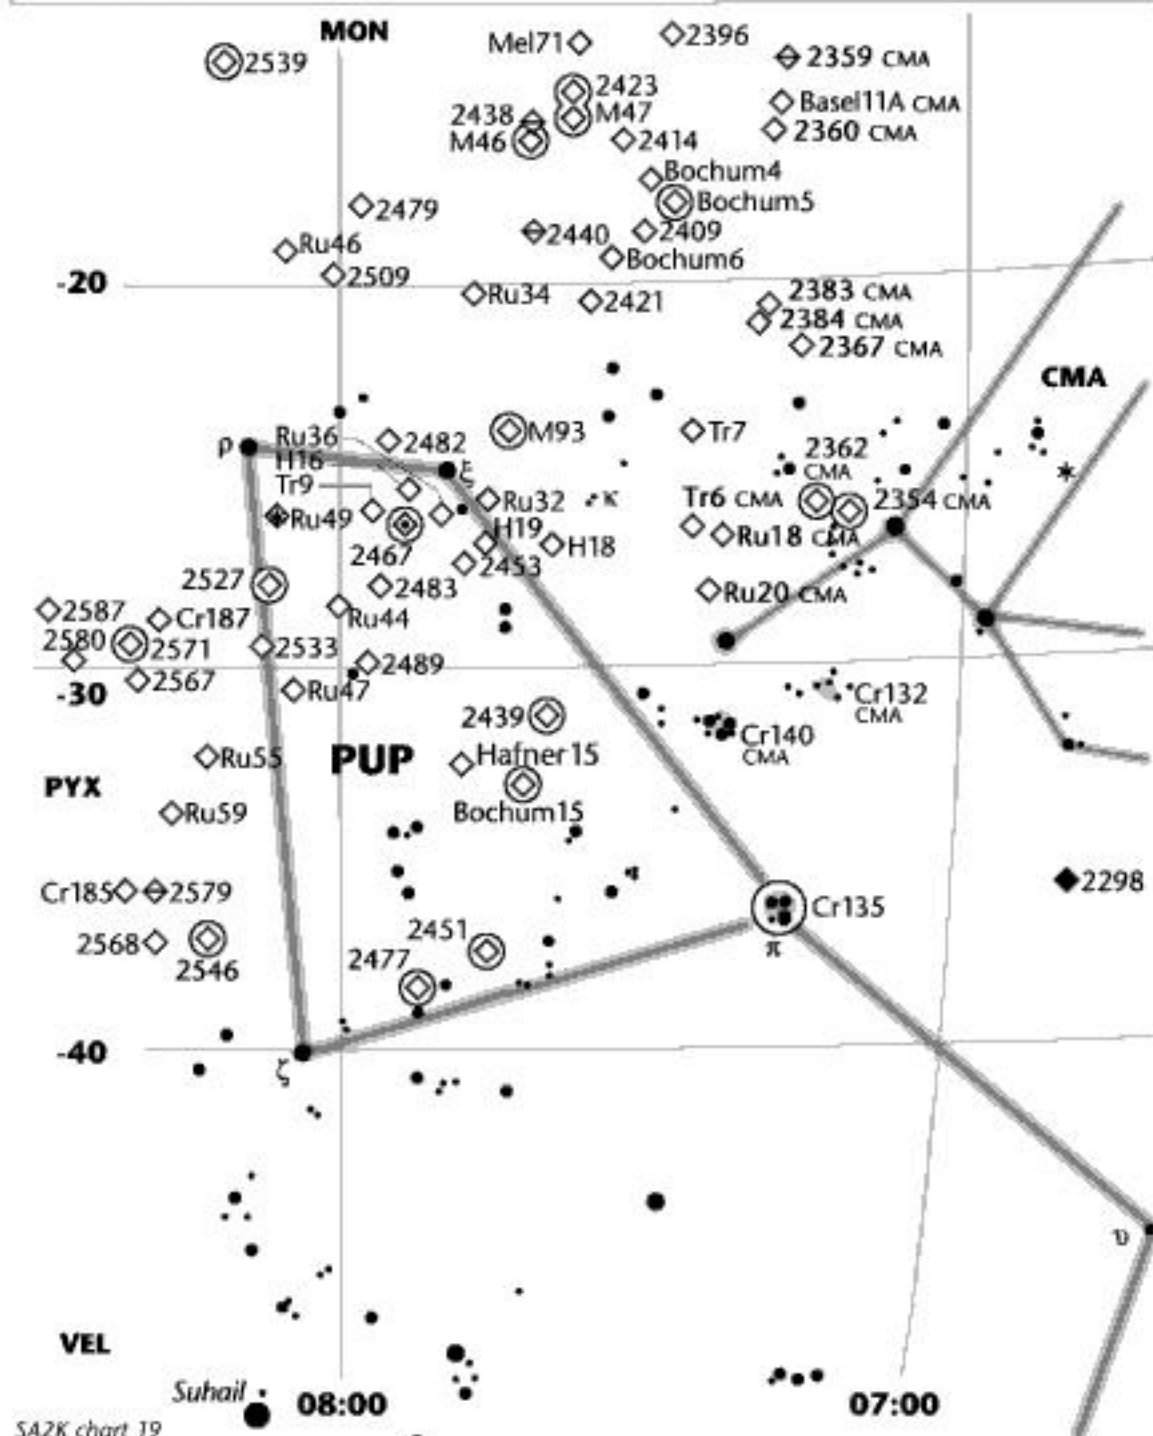 MON
Mel71
2396
2539
2359 CMA
2423
Basel11A CMA
2438
M47
2360 CMA
M46
2414
Bochum4
Bochum5
2479
2440
2409
Ru46
Bochum6
-20
2509
Ru34
2421
2383 CMA
2384 CMA
2367 CMA
CMA
Ru36
2482
M93
Tr7
ρ
H16
ξ
2362
CMA
Tr9
Ru32
κ
Tr6 CMA
2354 CMA
Ru49
H19
H18
Ru18 CMA
2467
2453
2527
2483
Ru20 CMA
2587
Cr187
Ru44
2580
2571
2533
2489
2567
-30
Ru47
Cr132
CMA
2439
Cr140
CMA
Ru55
PUP
Hafner15
PYX
Bochum15
Ru59
Cr185
2579
2298
Cr135
2451
2568
2546
2477
π
-40
ζ
υ
VEL
Suhail
08:00
07:00
SA2K chart 19